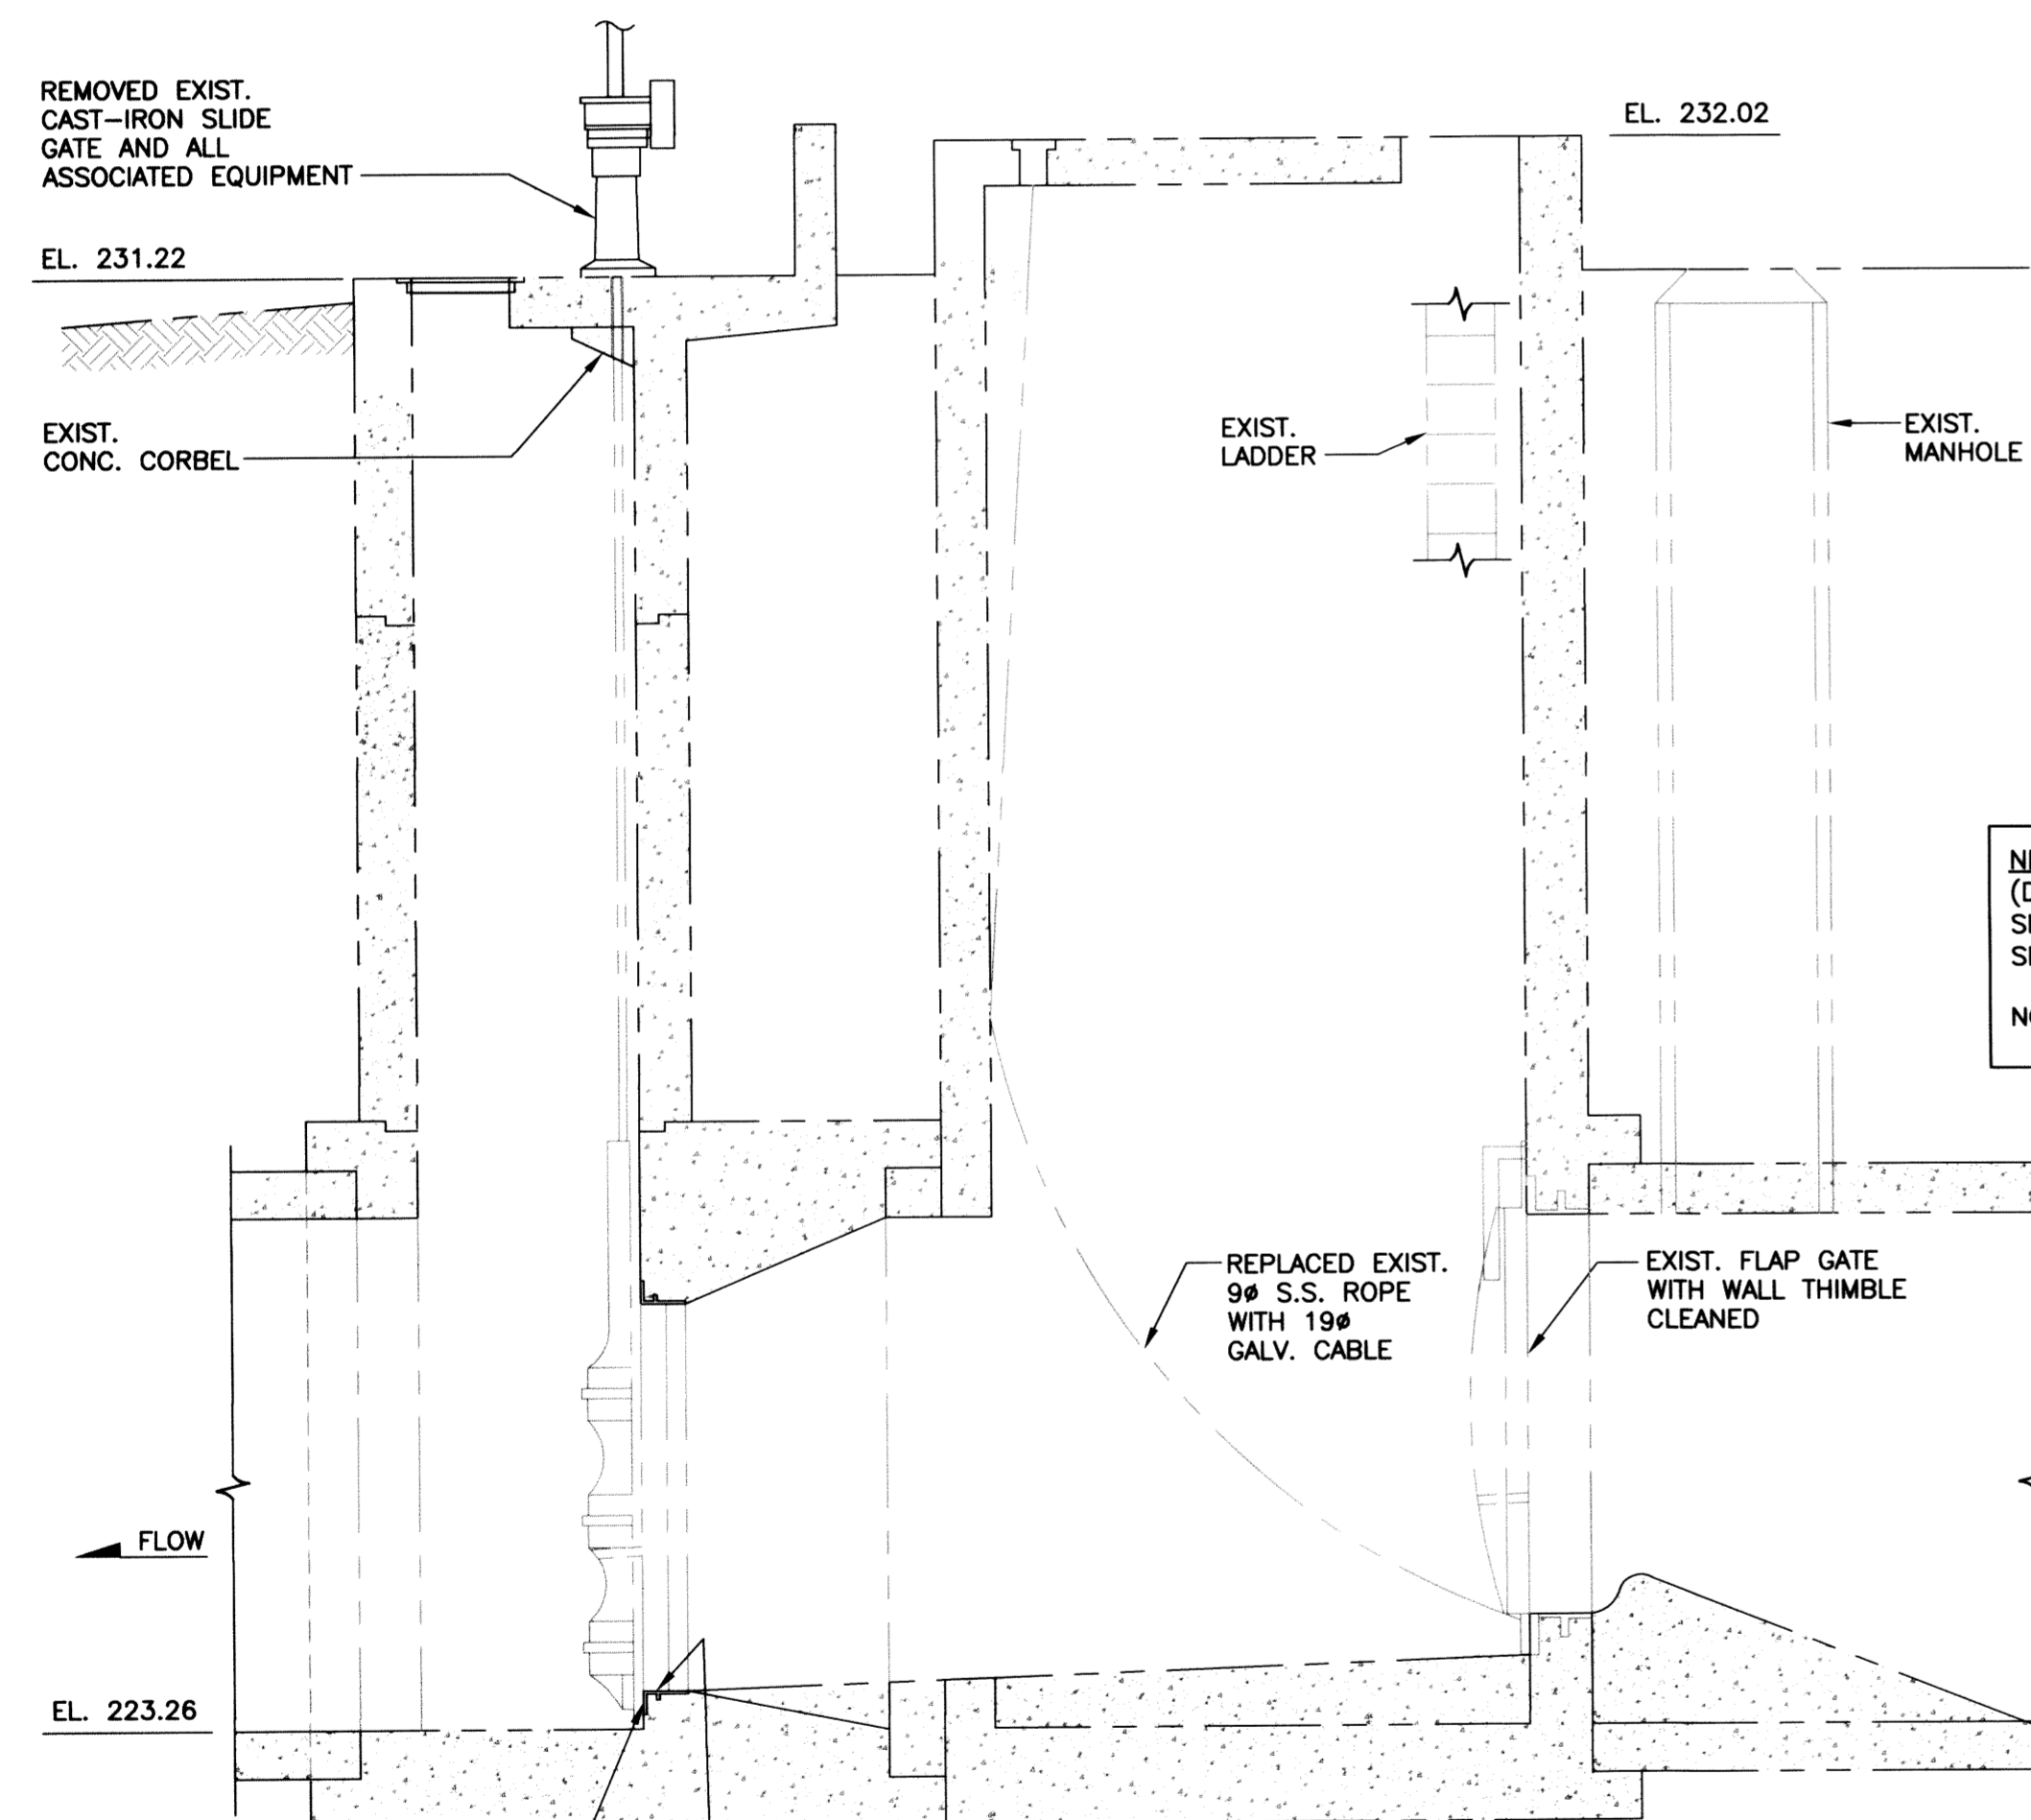 REMOVED EXIST.
CAST-IRON SLIDE
GATE AND ALL
ASSOCIATED EQUIPMENT
EL. 232.02
EL. 231.22
EXIST.
CONC. CORBEL
EXIST.
LADDER
EXIST.
MANHOLE
REPLACED EXIST.
9ø S.S. ROPE
WITH 19ø
GALV. CABLE
EXIST. FLAP GATE
WITH WALL THIMBLE
CLEANED
FLOW
EL. 223.26